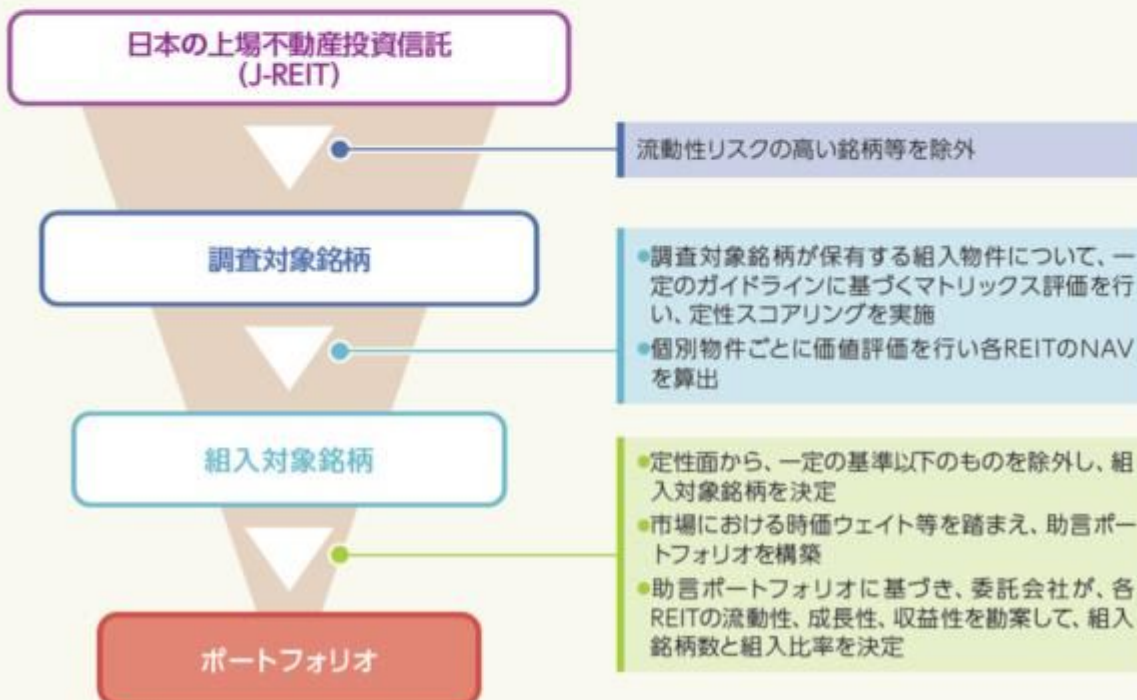 日本の上場不動産投資信託
(J-REIT)
流動性リスクの高い銘柄等を除外
調査対象銘柄
●調査対象銘柄が保有する組入物件について、一
定のガイドラインに基づくマトリックス評価を行
い、定性スコアリングを実施
●個別物件ごとに価値評価を行い各REITのNAV
を算出
組入対象銘柄
●定性面から、一定の基準以下のものを除外し、組
入対象銘柄を決定
●市場における時価ウェイト等を踏まえ、助言ポー
トフォリオを構築
●助言ポートフォリオに基づき、委託会社が、各
REITの流動性、成長性、収益性を勘案して、組入
銘柄数と組入比率を決定
ポートフォリオ